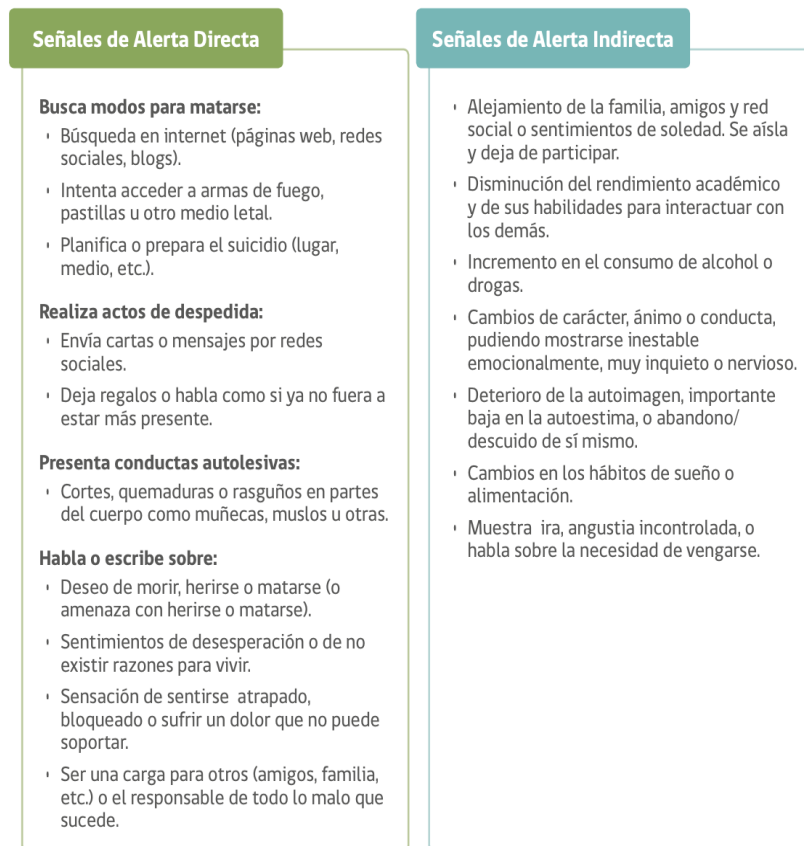 Señales de Alerta Directa
Busca modos para matarse:
Búsqueda en internet (páginas web, redes
sociales, blogs).
Intenta acceder a armas de fuego,
pastillas u otro medio letal.
Planifica o prepara el suicidio (lugar,
medio, etc.).
Realiza actos de despedida:
Envía cartas o mensajes por redes
sociales.
Deja regalos o habla como si ya no fuera a
estar más presente.
Presenta conductas autolesivas:
Cortes, quemaduras o rasguños en partes
del cuerpo como muñecas, muslos u otras.
Habla o escribe sobre:
Deseo de morir, herirse o matarse (o
amenaza con herirse o matarse).
Sentimientos de desesperación o de no
existir razones para vivir.
Sensación de sentirse atrapado,
bloqueado o sufrir un dolor que no puede
soportar.
Ser una carga para otros (amigos, familia,
etc.) o el responsable de todo lo malo que
sucede.
Señales de Alerta Indirecta
Alejamiento de la familia, amigos y red
social o sentimientos de soledad. Se aísla
y deja de participar.
Disminución del rendimiento académico
y de sus habilidades para interactuar con
los demás.
Incremento en el consumo de alcohol o
drogas.
Cambios de carácter, ánimo o conducta,
pudiendo mostrarse inestable
emocionalmente, muy inquieto o nervioso.
Deterioro de la autoimagen, importante
baja en la autoestima, o abandono/
descuido de sí mismo.
Cambios en los hábitos de sueño o
alimentación.
Muestra ira, angustia incontrolada, o
habla sobre la necesidad de vengarse.